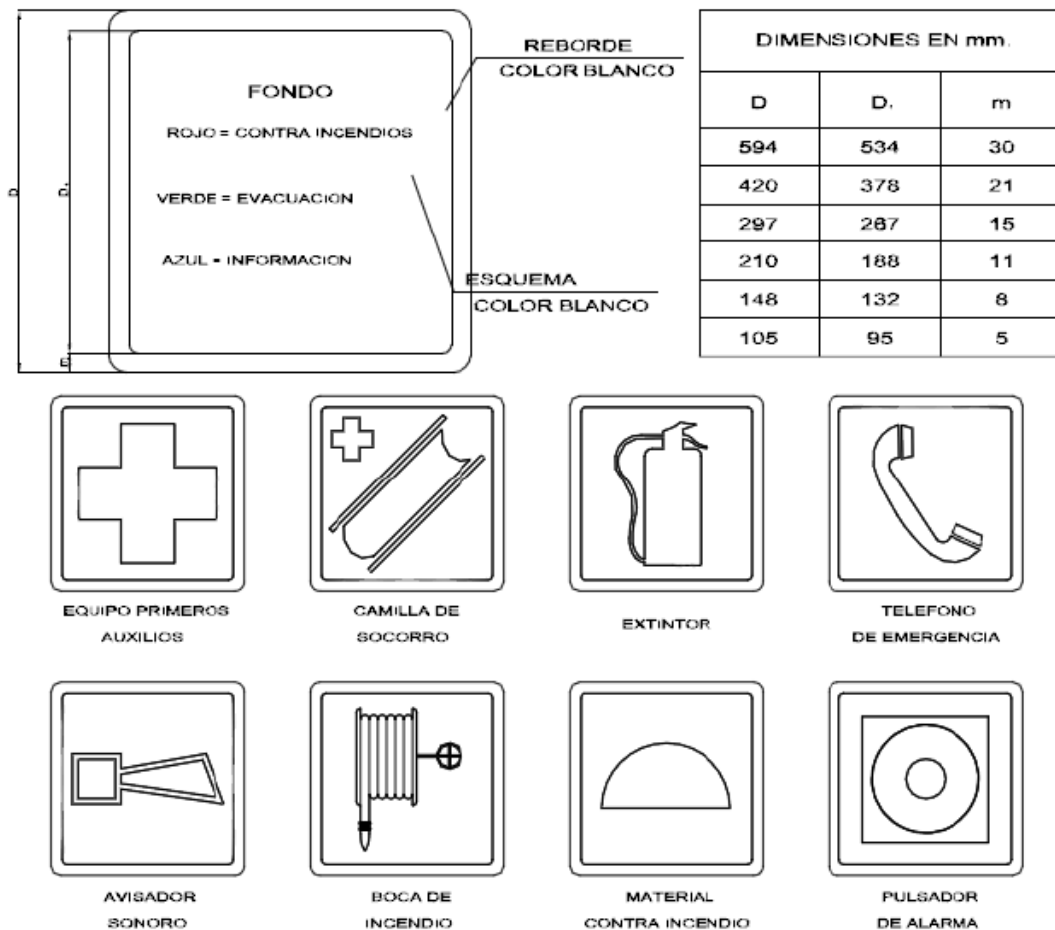 REBORDE
COLOR BLANCO
FONDO
ROJO = CONTRA INCENDIOS
VERDE = EVACUACION
AZUL = INFORMACION
ESQUEMA
COLOR BLANCO
D
D₁
m
DIMENSIONES EN mm.
D D₁ m
594 534 30
420 378 21
297 267 15
210 188 11
148 132 8
105 95 5
EQUIPO PRIMEROS
AUXILIOS
CAMILLA DE
SOCORRO
EXTINTOR
TELEFONO
DE EMERGENCIA
AVISADOR
SONORO
BOCA DE
INCENDIO
MATERIAL
CONTRA INCENDIO
PULSADOR
DE ALARMA